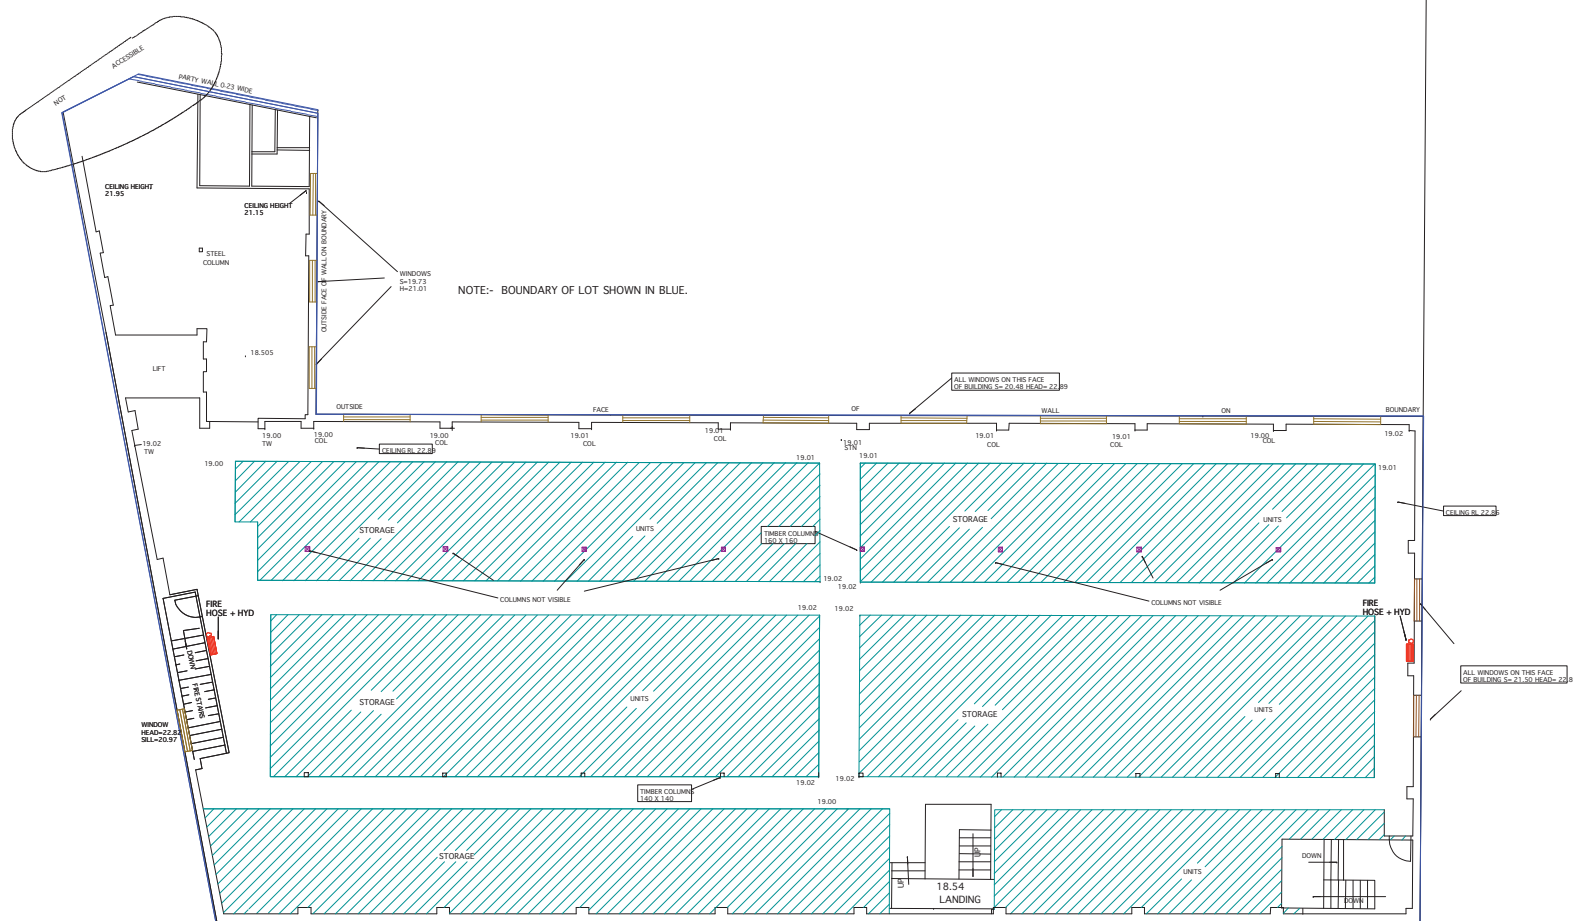 NOT
ACCESSIBLE
PARTY WALL 0.23 WIDE
CEILING HEIGHT
21.95
CEILING HEIGHT
21.15
STEEL
COLUMN
OUTSIDE FACE OF WALL ON BOUNDARY
WINDOWS
S=19.73
H=21.01
NOTE:- BOUNDARY OF LOT SHOWN IN BLUE.
18.505
LIFT
ALL WINDOWS ON THIS FACE
OF BUILDING S= 20.48 HEAD= 22.89
OUTSIDE FACE OF WALL ON BOUNDARY
19.02
TW
19.00
TW
19.00
COL
19.00
COL
19.01
COL
19.01
COL
19.01
STN
19.01
COL
19.01
COL
19.00
COL
19.02
CEILING RL 22.89
19.00
19.01
19.01
19.01
STORAGE
UNITS
STORAGE
UNITS
TIMBER COLUMNS
160 X 160
CEILING RL 22.86
19.02
19.02
COLUMNS NOT VISIBLE
COLUMNS NOT VISIBLE
FIRE
HOSE + HYD
19.02
19.02
FIRE
HOSE + HYD
DOWN
FIRE STAIRS
STORAGE
UNITS
STORAGE
UNITS
ALL WINDOWS ON THIS FACE
OF BUILDING S= 21.50 HEAD= 22.8
WINDOW
HEAD=22.82
SILL=20.97
19.02
19.02
TIMBER COLUMNS
140 X 140
19.00
STORAGE
UP
UP
18.54
LANDING
UNITS
DOWN
DOWN